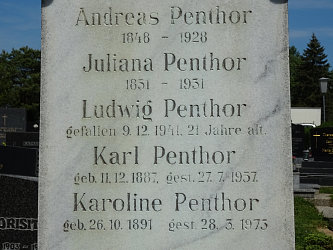 Andreas Penthor
1848 - 1928
Juliana Penthor
1851 - 1931
Ludwig Penthor
gefallen 9.12.1941, 21 Jahre alt.
Karl Penthor
geb. 11.12.1887, gest. 27.7.1957.
Karoline Penthor
geb. 26.10.1891 gest. 28.3.1973